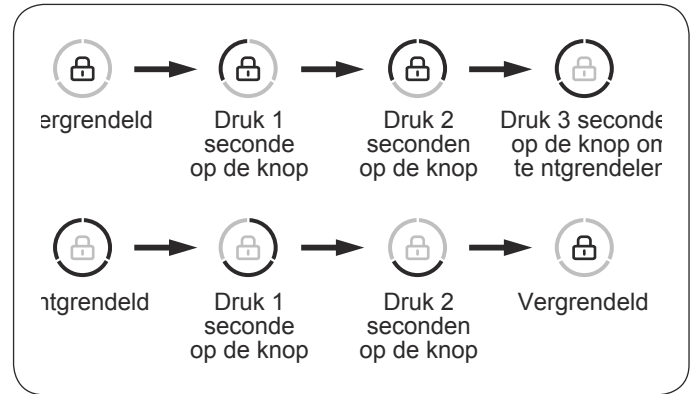 ergrendeld
Druk 1
seconde
op de knop
Druk 2
seconden
op de knop
Druk 3 seconde
op de knop om
te ntgrendelen
ntgrendeld
Druk 1
seconde
op de knop
Druk 2
seconden
op de knop
Vergrendeld